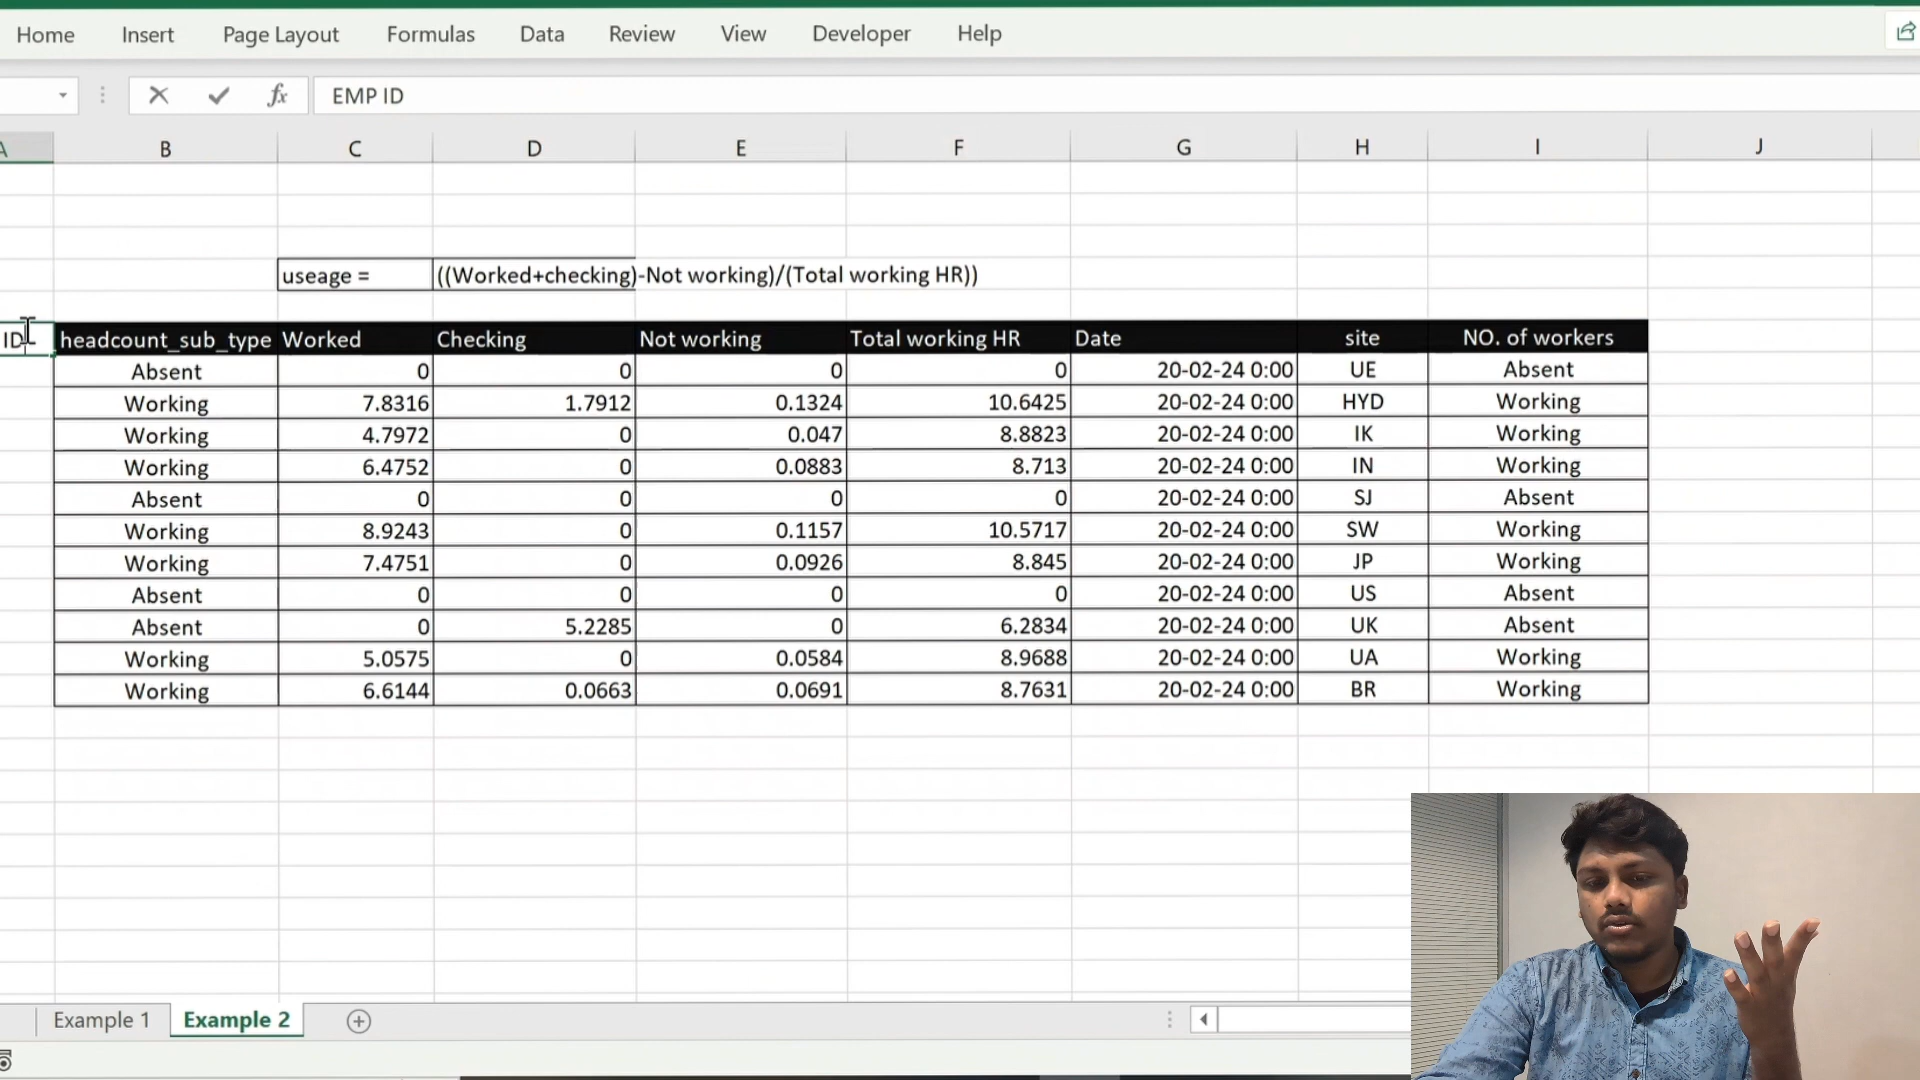 Home Insert Page Layout Formulas Data Review View Developer Help
fx EMP ID
A B C D E F G H I J
useage = ((Worked+checking)-Not working)/(Total working HR))
ID headcount_sub_type Worked Checking Not working Total working HR Date site NO. of workers
Absent 0 0 0 0 20-02-24 0:00 UE Absent
Working 7.8316 1.7912 0.1324 10.6425 20-02-24 0:00 HYD Working
Working 4.7972 0 0.047 8.8823 20-02-24 0:00 IK Working
Working 6.4752 0 0.0883 8.713 20-02-24 0:00 IN Working
Absent 0 0 0 0 20-02-24 0:00 SJ Absent
Working 8.9243 0 0.1157 10.5717 20-02-24 0:00 SW Working
Working 7.4751 0 0.0926 8.845 20-02-24 0:00 JP Working
Absent 0 0 0 0 20-02-24 0:00 US Absent
Absent 0 5.2285 0 6.2834 20-02-24 0:00 UK Absent
Working 5.0575 0 0.0584 8.9688 20-02-24 0:00 UA Working
Working 6.6144 0.0663 0.0691 8.7631 20-02-24 0:00 BR Working
Example 1 Example 2